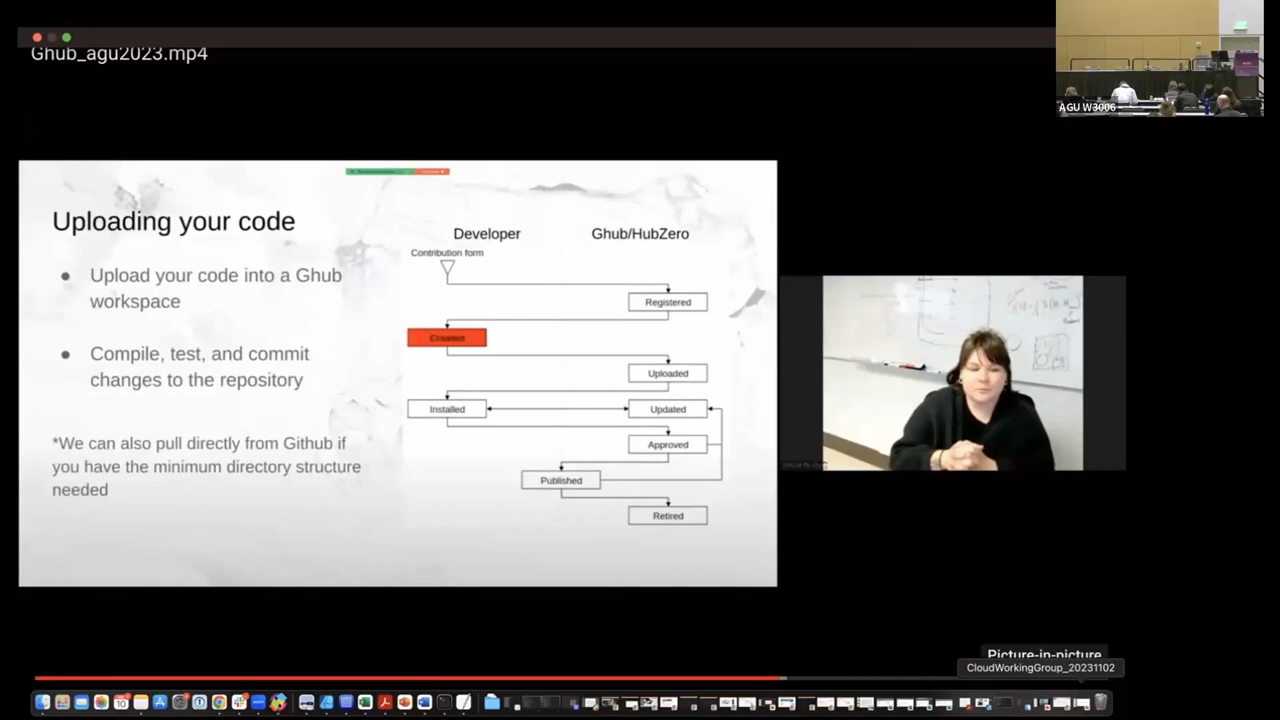 Ghub_agu2023.mp4
AGU W3006
Uploading your code
● Upload your code into a Ghub
workspace
● Compile, test, and commit
changes to the repository
*We can also pull directly from Github if
you have the minimum directory structure
needed
Developer
Ghub/HubZero
Contribution form
Registered
Created
Uploaded
Installed
Updated
Approved
Published
Retired
Picture-in-picture
CloudWorkingGroup_20231102